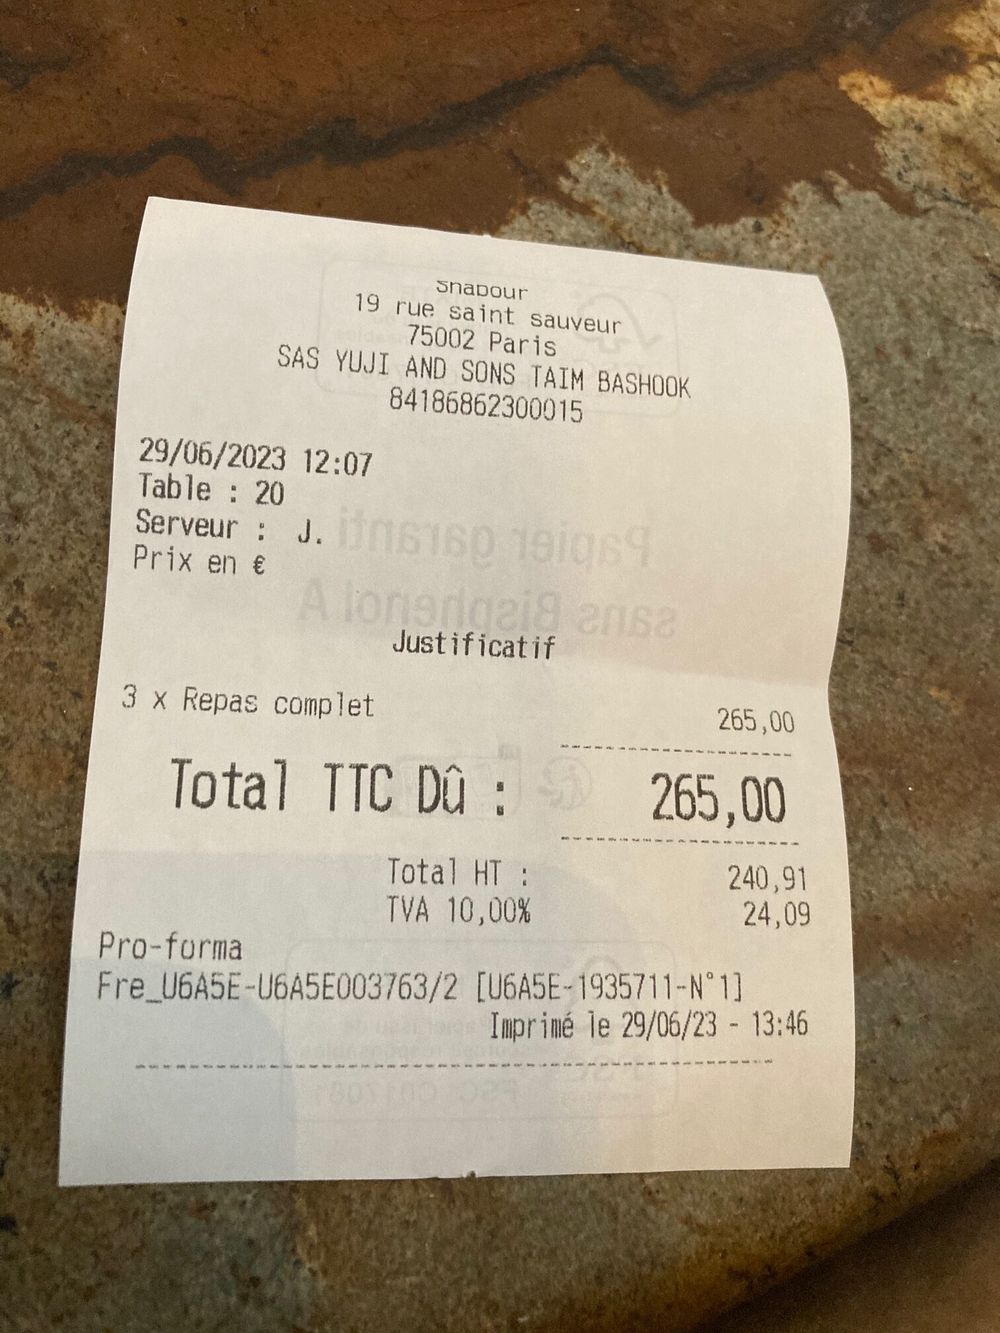 Shabour
19 rue saint sauveur
75002 Paris
SAS YUJI AND SONS TAIM BASHOOK
84186862300015
29/06/2023 12:07
Table : 20
Serveur : J.
Prix en €
Papier garanti
sans Bisphenol A
Justificatif
3 x Repas complet 265,00
Total TTC Dû : 265,00
Total HT : 240,91
TVA 10,00% 24,09
Pro-forma
Fre_U6A5E-U6A5E003763/2 [U6A5E-1935711-N°1]
Imprimé le 29/06/23 - 13:46